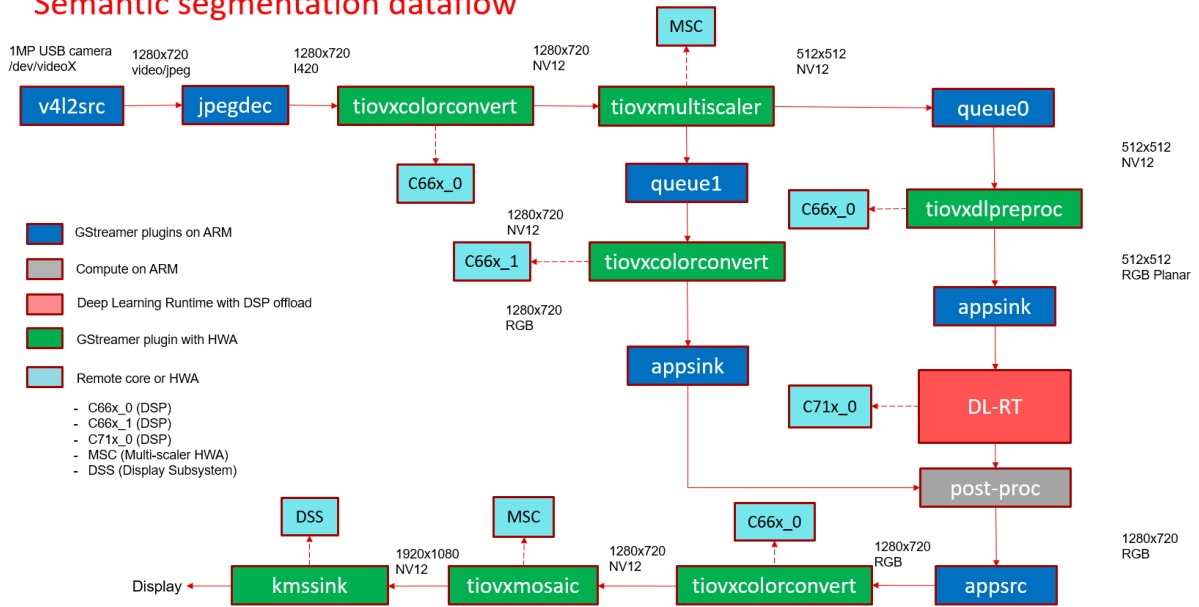 Semantic segmentation dataflow
1MP USB camera
/dev/videoX
1280x720
video/jpeg
1280x720
I420
1280x720
NV12
MSC
512x512
NV12
v4l2src
jpegdec
tiovxcolorconvert
tiovxmultiscaler
queue0
C66x_0
queue1
512x512
NV12
C66x_0
tiovxdlpreproc
1280x720
NV12
C66x_1
tiovxcolorconvert
512x512
RGB Planar
1280x720
RGB
appsink
appsink
GStreamer plugins on ARM
Compute on ARM
Deep Learning Runtime with DSP offload
GStreamer plugin with HWA
Remote core or HWA
- C66x_0 (DSP)
- C66x_1 (DSP)
- C71x_0 (DSP)
- MSC (Multi-scaler HWA)
- DSS (Display Subsystem)
C71x_0
DL-RT
post-proc
DSS
MSC
C66x_0
1280x720
RGB
1920x1080
NV12
1280x720
NV12
1280x720
RGB
Display
kmssink
tiovxmosaic
tiovxcolorconvert
appsrc